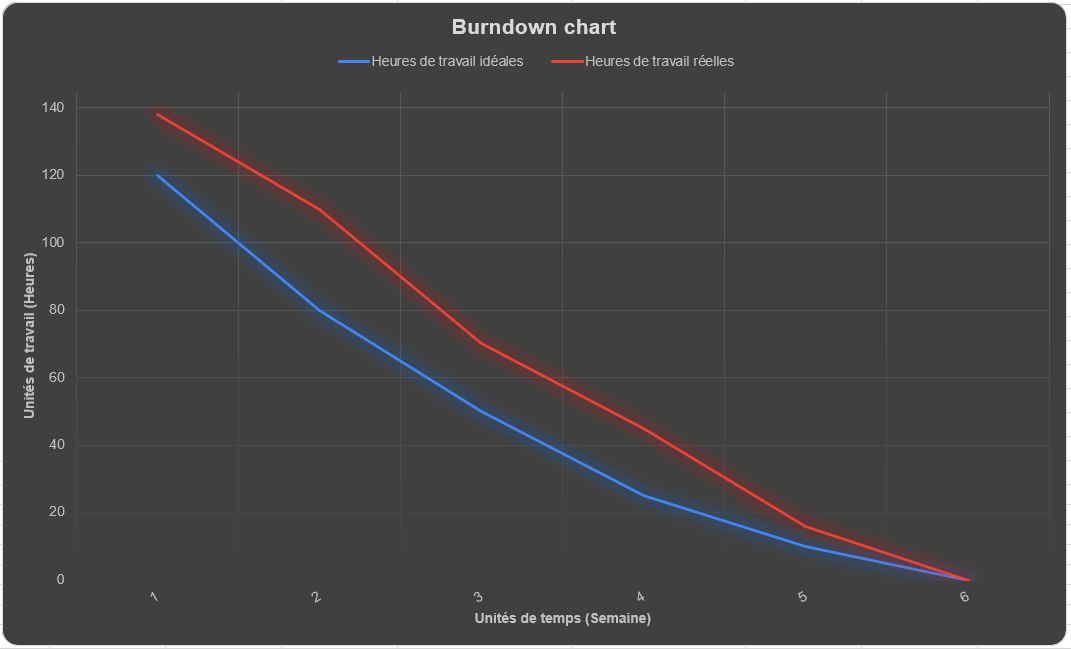 Burndown chart
Heures de travail idéales
Heures de travail réelles
Unités de travail (Heures)
140
120
100
80
60
40
20
0
1
2
3
4
5
6
Unités de temps (Semaine)